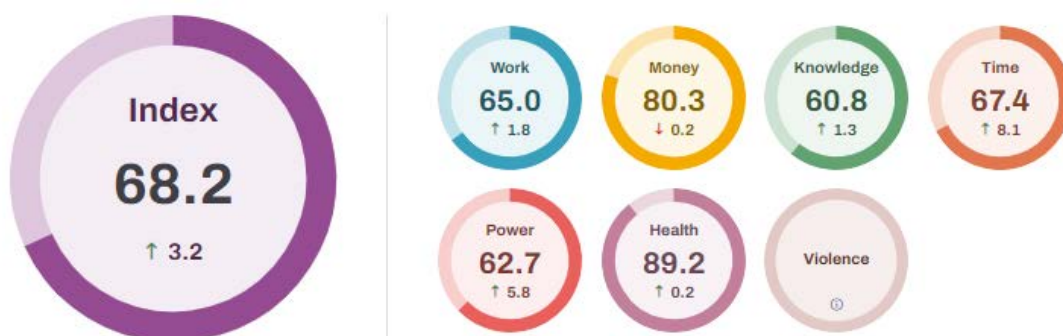 Index
68.2
↑ 3.2
Work
65.0
↑ 1.8
Money
80.3
↓ 0.2
Knowledge
60.8
↑ 1.3
Time
67.4
↑ 8.1
Power
62.7
↑ 5.8
Health
89.2
↑ 0.2
Violence